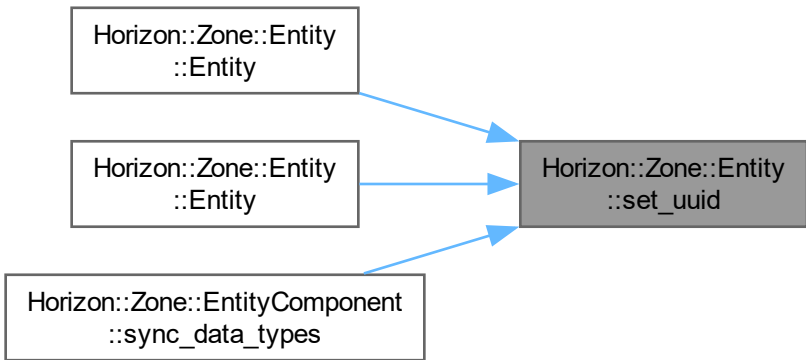 Horizon::Zone::Entity
::Entity
Horizon::Zone::Entity
::Entity
Horizon::Zone::Entity
::set_uuid
Horizon::Zone::EntityComponent
::sync_data_types